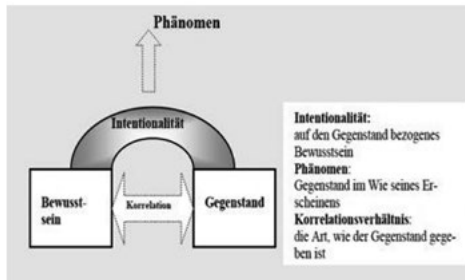 Phänomen
Intentionalität
Bewusst-
sein
Korrelation
Gegenstand
Intentionalität:
auf den Gegenstand bezogenes
Bewusstsein
Phänomen:
Gegenstand im Wie seines Er-
scheinens
Korrelationsverhältnis:
die Art, wie der Gegenstand gege
ben ist